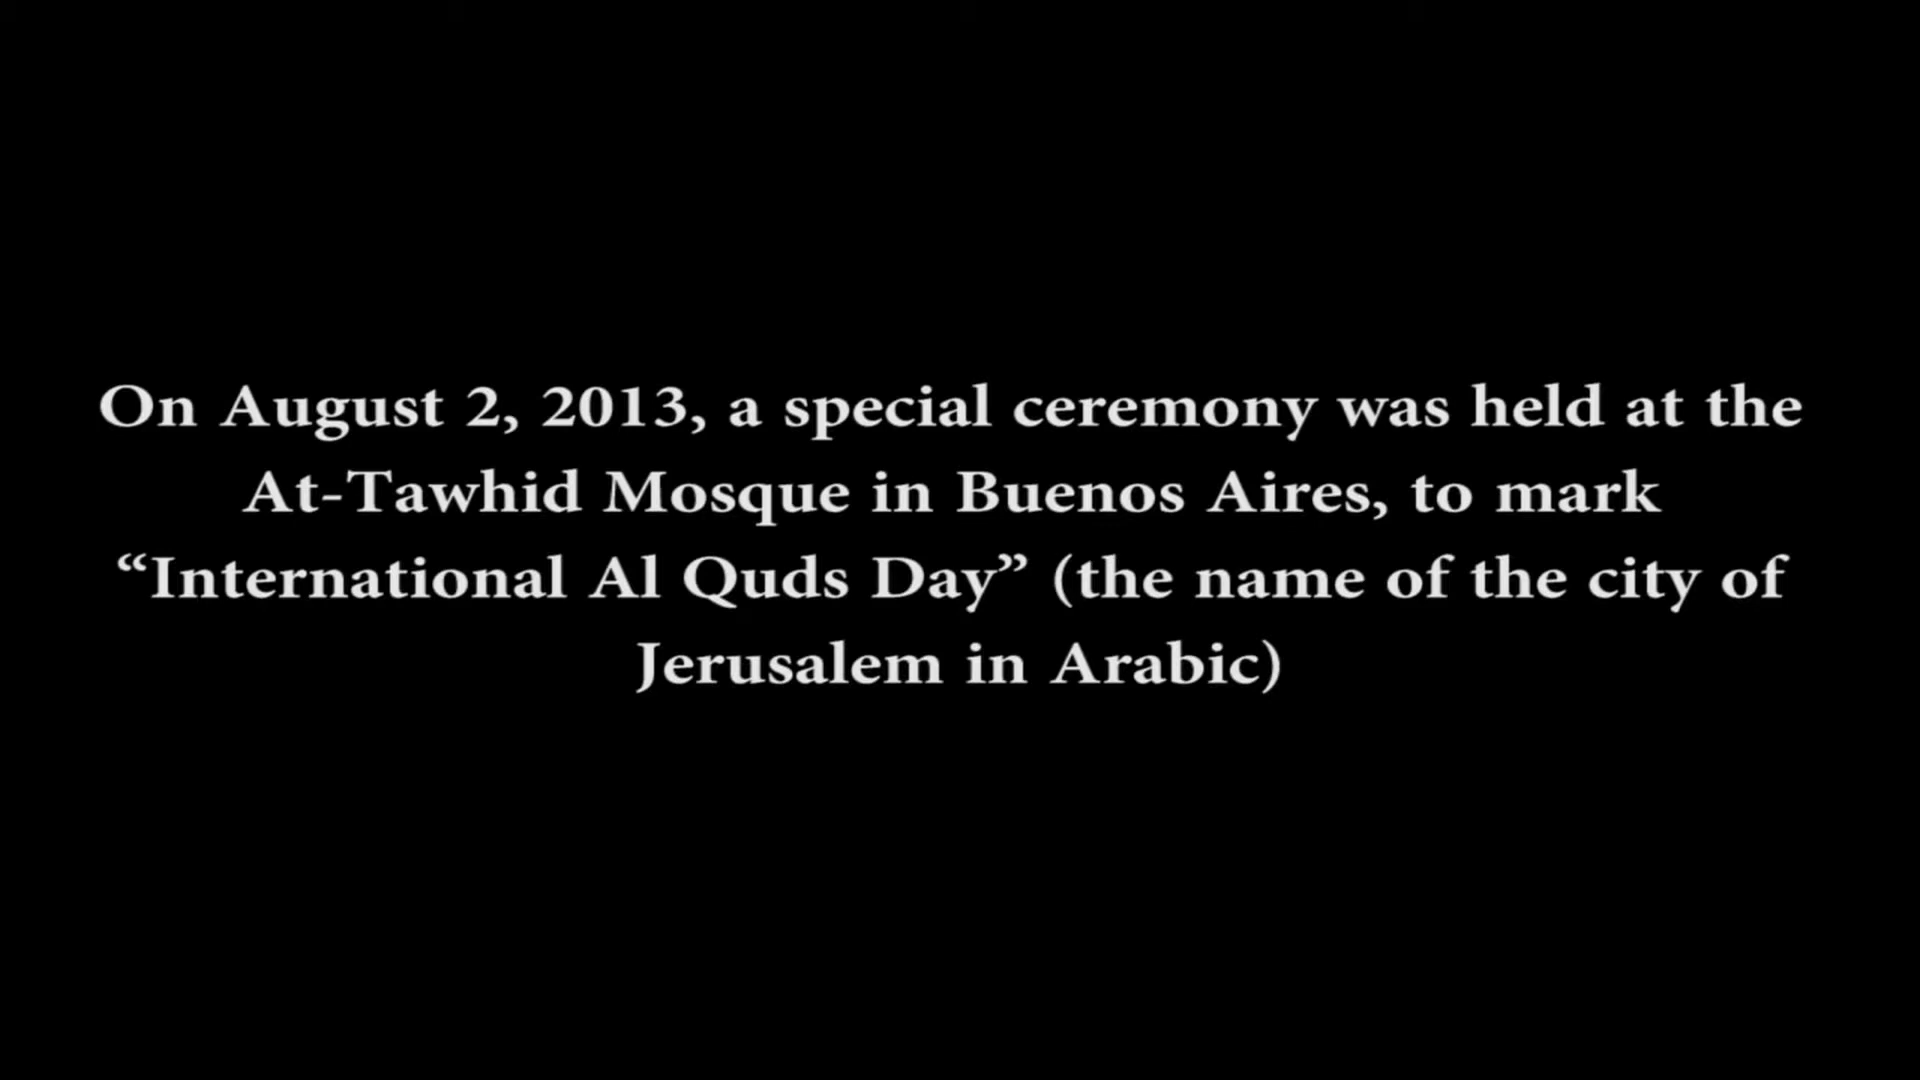 On August 2, 2013, a special ceremony was held at the
At-Tawhid Mosque in Buenos Aires, to mark
“International Al Quds Day” (the name of the city of
Jerusalem in Arabic)